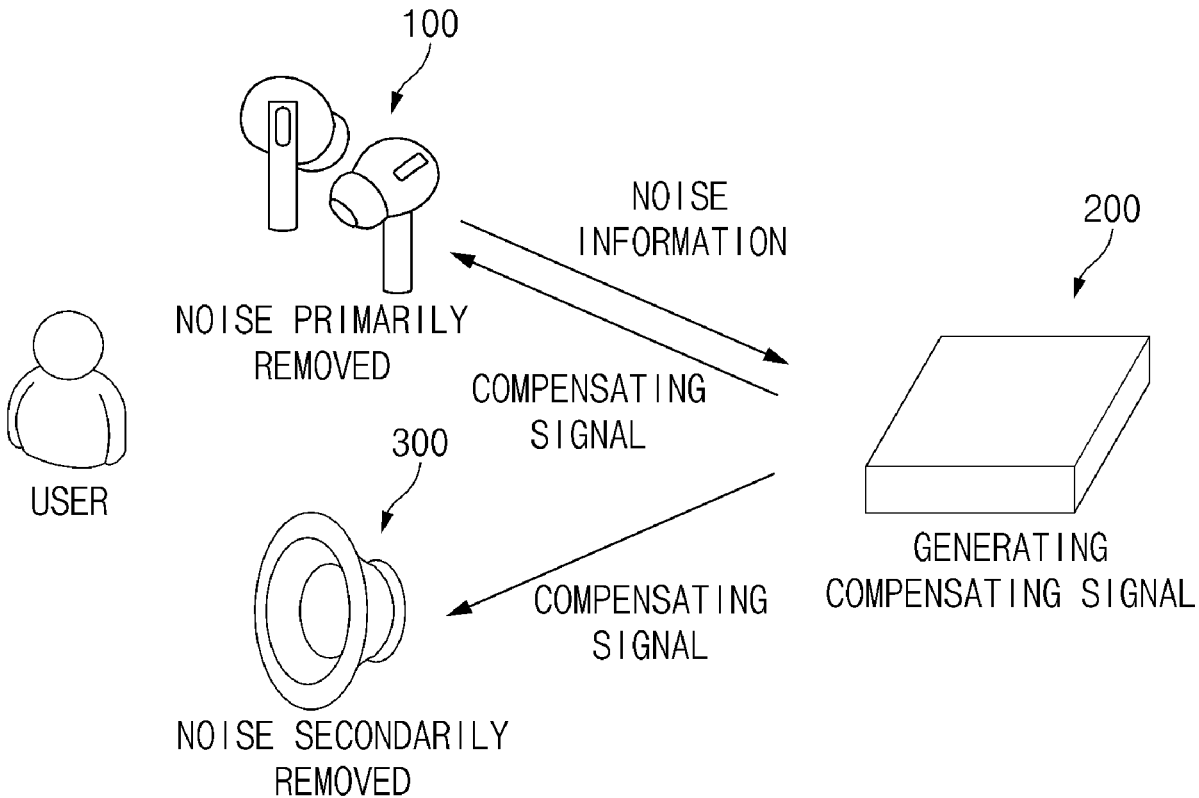 100
NOISE
INFORMATION
200
NOISE PRIMARILY
REMOVED
COMPENSATING
SIGNAL
USER
300
GENERATING
COMPENSATING SIGNAL
COMPENSATING
SIGNAL
NOISE SECONDARILY
REMOVED